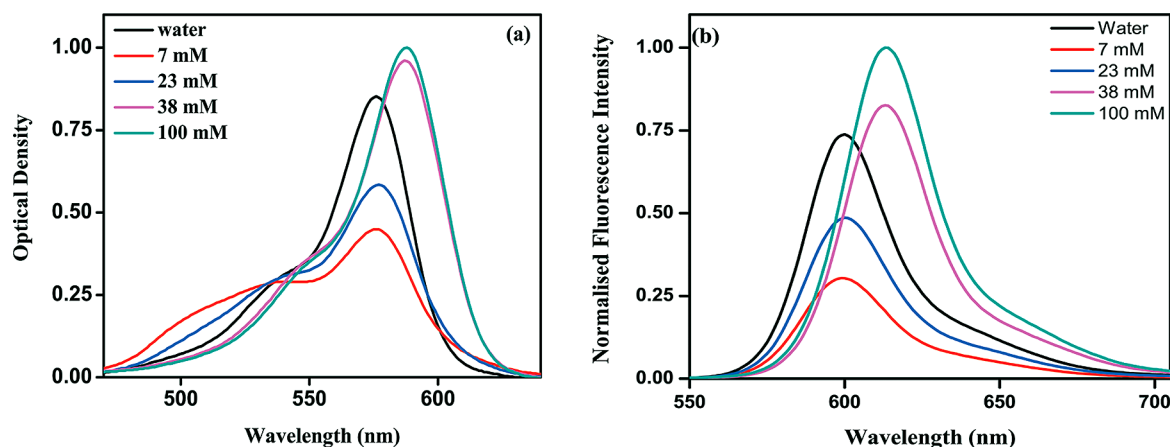 (a)
water
7 mM
23 mM
38 mM
100 mM
1.00
0.75
0.50
0.25
0.00
Optical Density
500
550
600
Wavelength (nm)
(b)
Water
7 mM
23 mM
38 mM
100 mM
1.00
0.75
0.50
0.25
0.00
Normalised Fluorescence Intensity
550
600
650
700
Wavelength (nm)